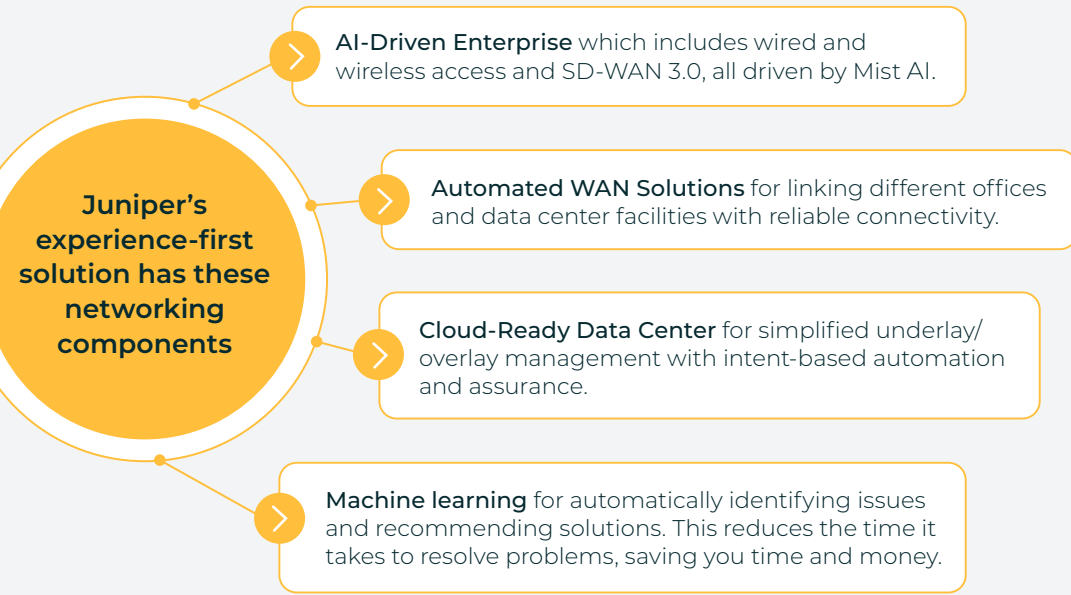 Juniper’s
experience-first
solution has these
networking
components
AI-Driven Enterprise which includes wired and
wireless access and SD-WAN 3.0, all driven by Mist AI.
Automated WAN Solutions for linking different offices
and data center facilities with reliable connectivity.
Cloud-Ready Data Center for simplified underlay/
overlay management with intent-based automation
and assurance.
Machine learning for automatically identifying issues
and recommending solutions. This reduces the time it
takes to resolve problems, saving you time and money.